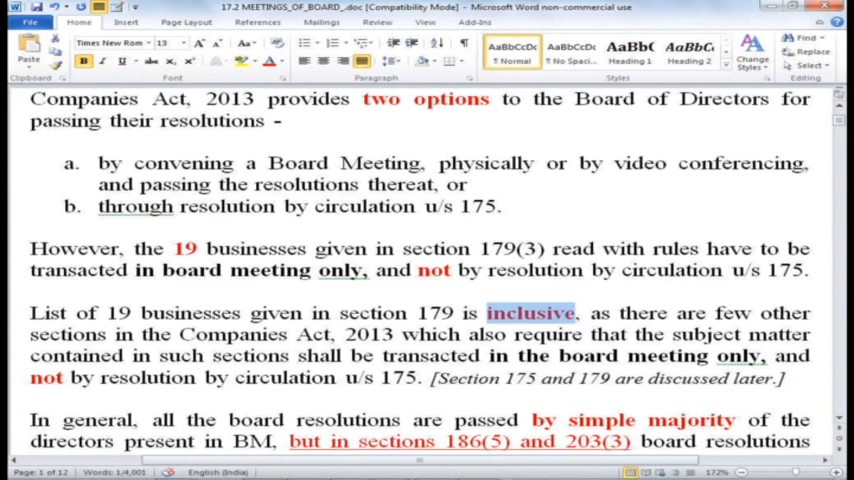 17.2 MEETINGS_OF_BOARD_.doc [Compatibility Mode] - Microsoft Word non-commercial use
File Home Insert Page Layout References Mailings Review View Add-Ins
Times New Rom 13
Paste
B I U abc
AaBbCcDc AaBbCcDc AaBbC AaBbCc
¶ Normal ¶ No Spaci... Heading 1 Heading 2
Change Styles
Find
Replace
Select
Clipboard Font Paragraph Styles Editing
Companies Act, 2013 provides two options to the Board of Directors for
passing their resolutions -
a. by convening a Board Meeting, physically or by video conferencing,
and passing the resolutions thereat, or
b. through resolution by circulation u/s 175.
However, the 19 businesses given in section 179(3) read with rules have to be
transacted in board meeting only, and not by resolution by circulation u/s 175.
List of 19 businesses given in section 179 is inclusive, as there are few other
sections in the Companies Act, 2013 which also require that the subject matter
contained in such sections shall be transacted in the board meeting only, and
not by resolution by circulation u/s 175. [Section 175 and 179 are discussed later.]
In general, all the board resolutions are passed by simple majority of the
directors present in BM, but in sections 186(5) and 203(3) board resolutions
Page: 1 of 12 Words: 1/4,001 English (India) 172%